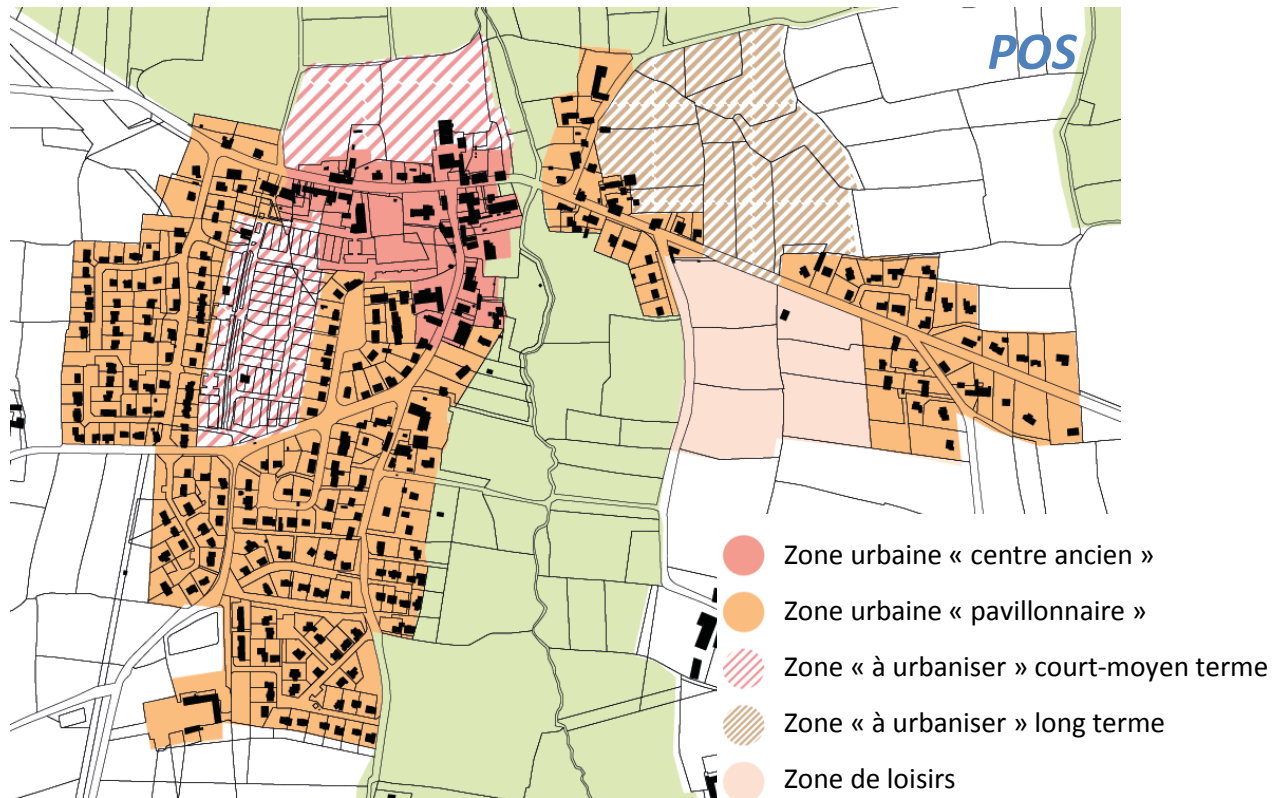 POS
Zone urbaine « centre ancien »
Zone urbaine « pavillonnaire »
Zone « à urbaniser » court-moyen terme
Zone « à urbaniser » long terme
Zone de loisirs